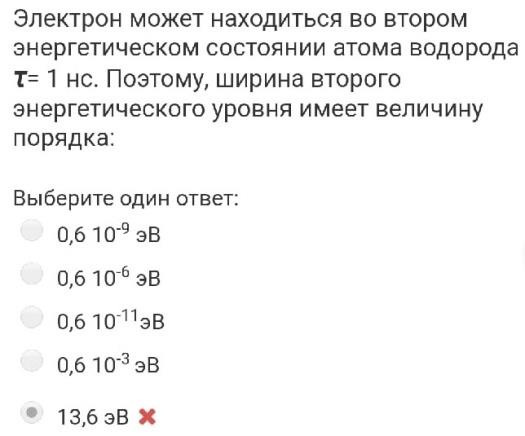 Электрон может находиться во втором
энергетическом состоянии атома водорода
τ= 1 нс. Поэтому, ширина второго
энергетического уровня имеет величину
порядка:
Выберите один ответ:
0,6 10⁻⁹ эВ
0,6 10⁻⁶ эВ
0,6 10⁻¹¹эВ
0,6 10⁻³ эВ
13,6 эВ ✖